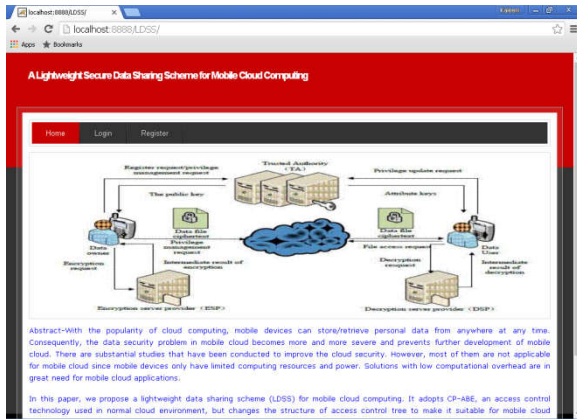 localhost:8888/LDSS/
localhost:8888/LDSS/
Apps
Bookmarks
A Lightweight Secure Data Sharing Scheme for Mobile Cloud Computing
Home Login Register
Trusted Authority
(TA)
Register request/privilege
management request
Privilege update request
The public key
Attribute keys
Data file
ciphertext
Data file
ciphertext
Data
owner
Privilege
management
request
File access request
Data
User
Encryption
request
Intermediate result of
encryption
Decryption
request
Intermediate
result of
decryption
Encryption server provider (ESP)
Decryption server provider (DSP)
Abstract-With the popularity of cloud computing, mobile devices can store/retrieve personal data from anywhere at any time.
Consequently, the data security problem in mobile cloud becomes more and more severe and prevents further development of mobile
cloud. There are substantial studies that have been conducted to improve the cloud security. However, most of them are not applicable
for mobile cloud since mobile devices only have limited computing resources and power. Solutions with low computational overhead are in
great need for mobile cloud applications.
In this paper, we propose a lightweight data sharing scheme (LDSS) for mobile cloud computing. It adopts CP-ABE, an access control
technology used in normal cloud environment, but changes the structure of access control tree to make it suitable for mobile cloud